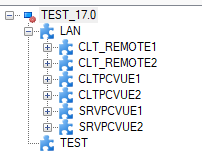 TEST_17.0
LAN
CLT_REMOTE1
CLT_REMOTE2
CLTPCVUE1
CLTPCVUE2
SRVPCVUE1
SRVPCVUE2
TEST